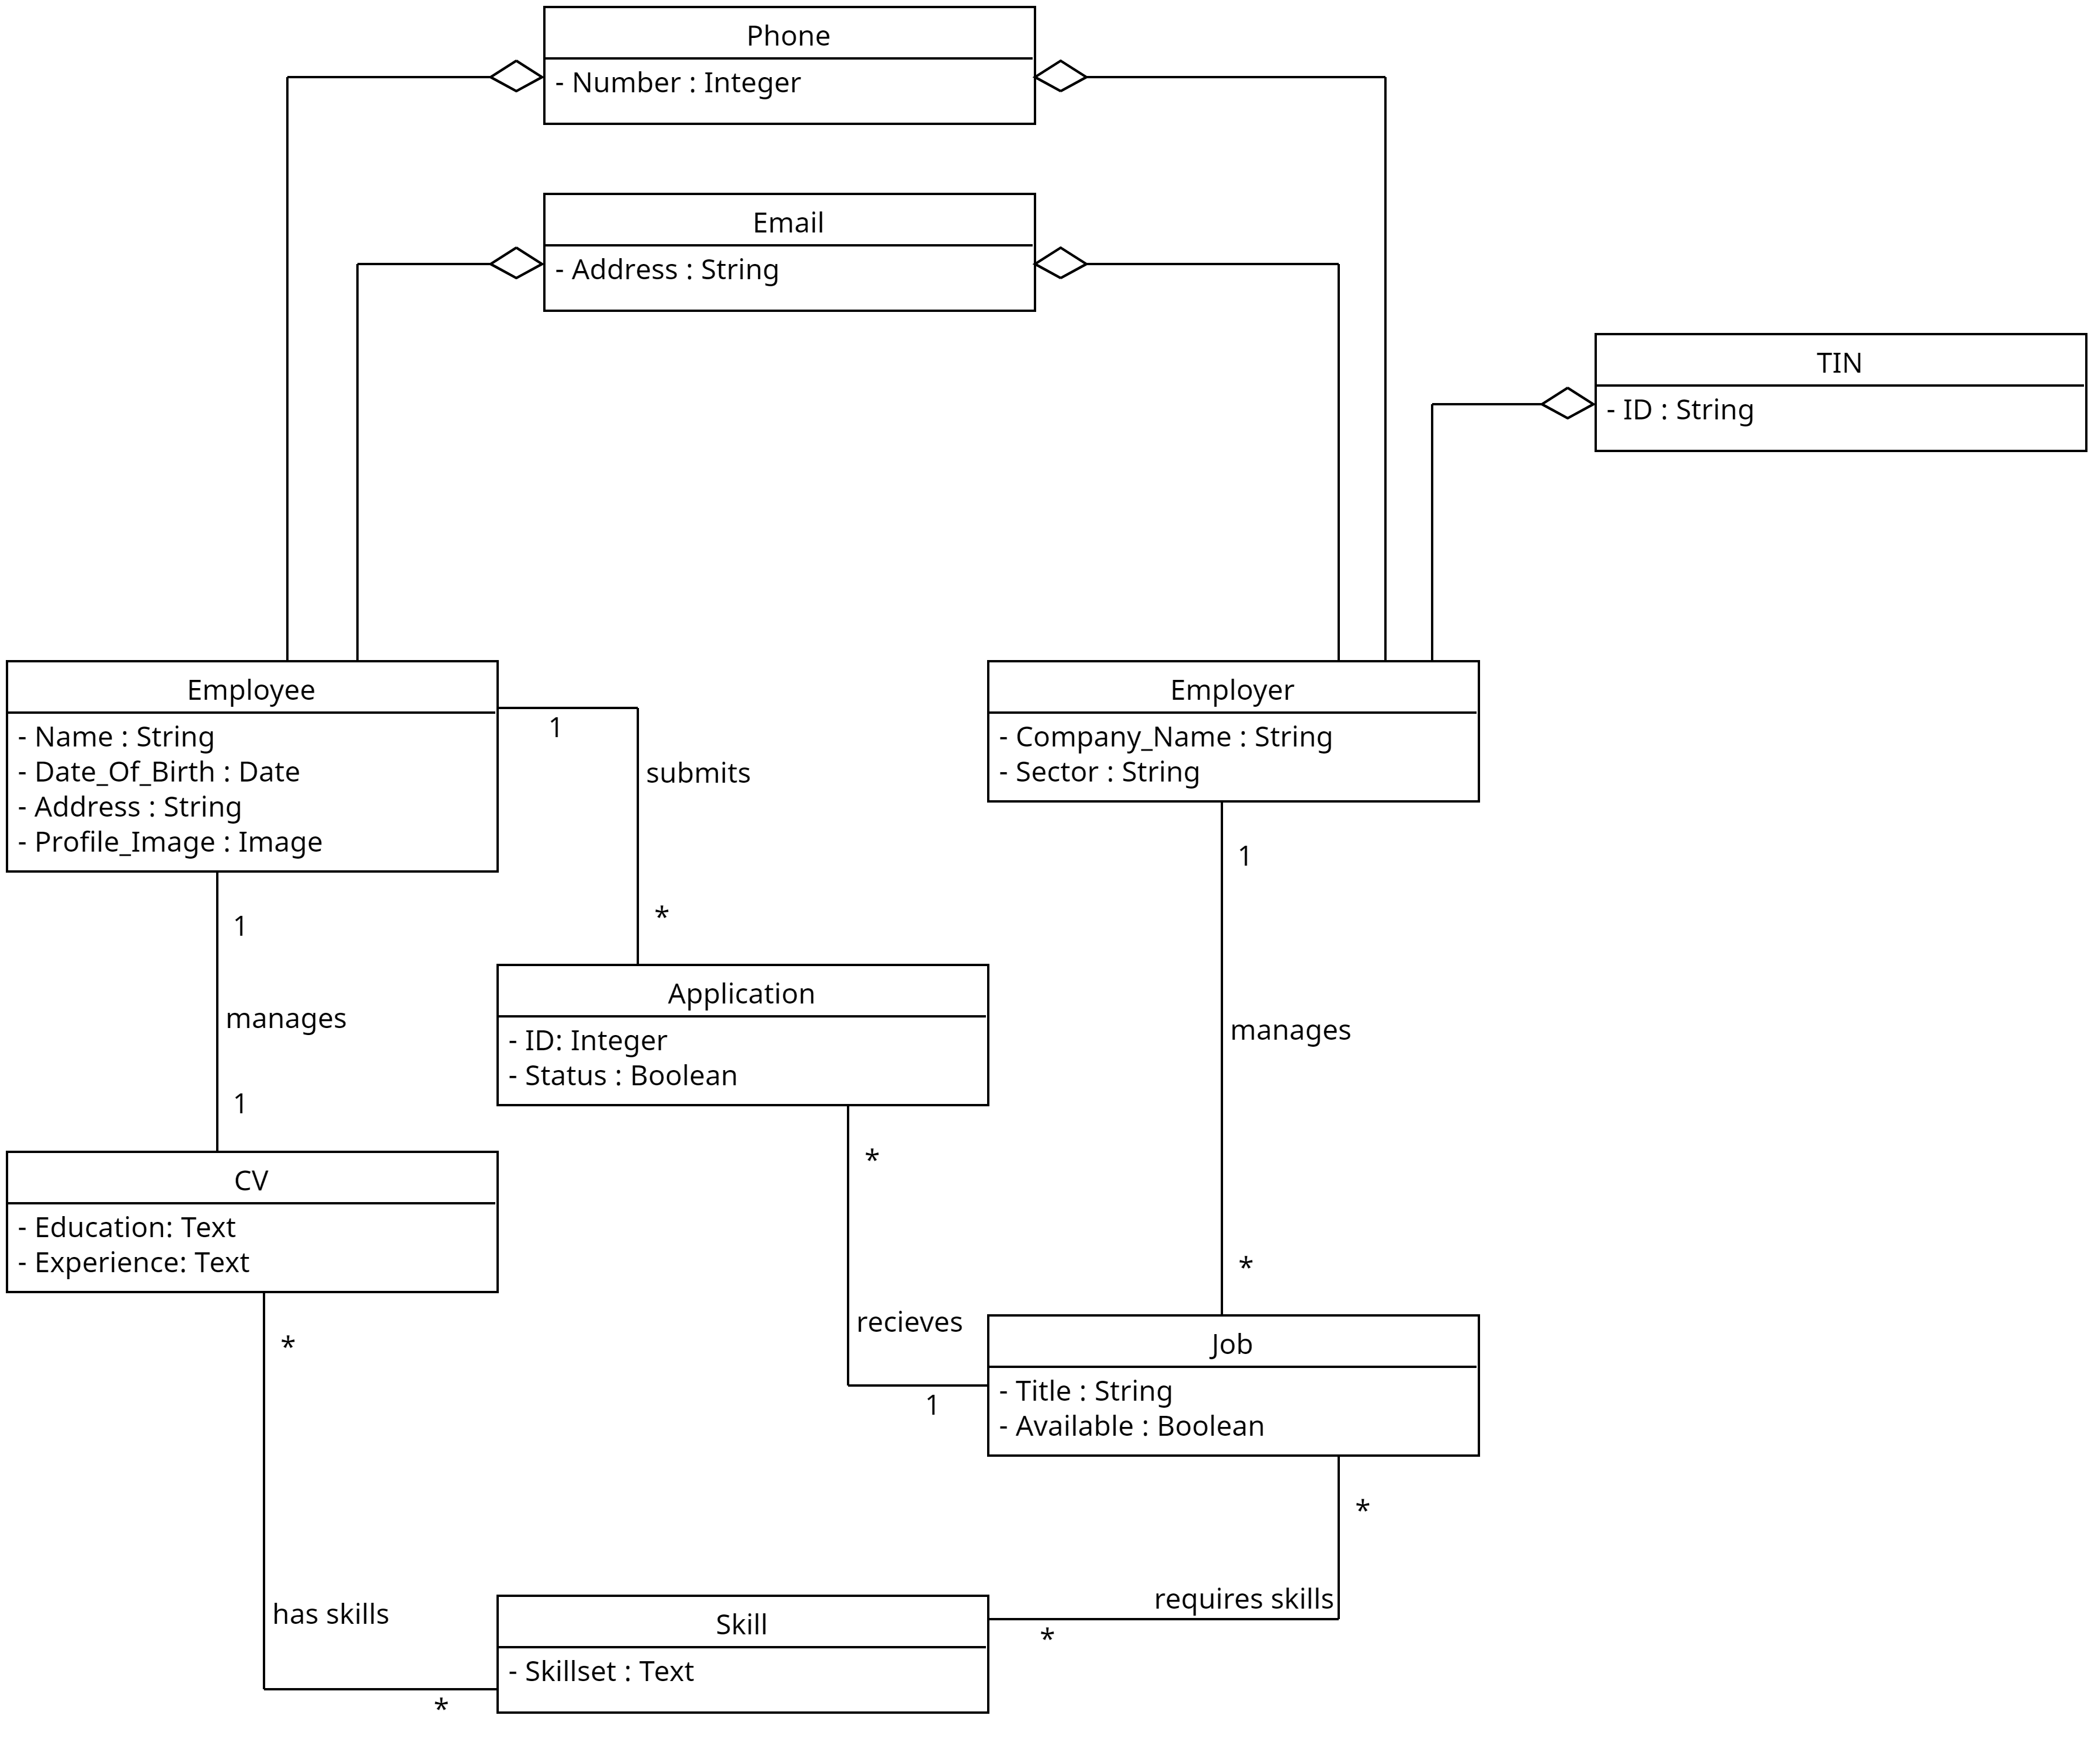 Phone
- Number : Integer
Email
- Address : String
TIN
- ID : String
Employee
- Name : String
- Date_Of_Birth : Date
- Address : String
- Profile_Image : Image
1
submits
*
Employer
- Company_Name : String
- Sector : String
1
manages
*
1
manages
1
Application
- ID: Integer
- Status : Boolean
*
recieves
1
CV
- Education: Text
- Experience: Text
*
has skills
*
Job
- Title : String
- Available : Boolean
*
requires skills
*
Skill
- Skillset : Text